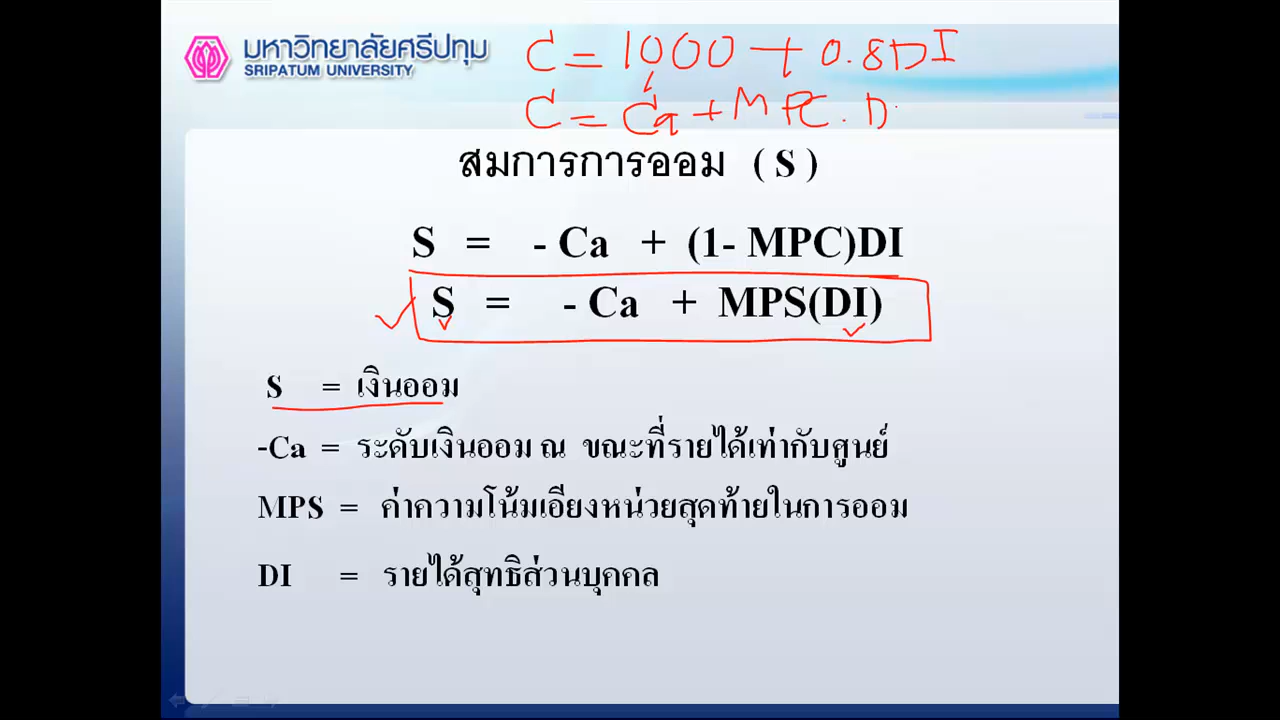 มหาวิทยาลัยศรีปทุม
SRIPATUM UNIVERSITY
C = 1000 + 0.8DI
C = Ca + MPC. D
สมการการออม ( S )
S = - Ca + (1- MPC)DI
S = - Ca + MPS(DI)
S = เงินออม
-Ca = ระดับเงินออม ณ ขณะที่รายได้เท่ากับศูนย์
MPS = ค่าความโน้มเอียงหน่วยสุดท้ายในการออม
DI = รายได้สุทธิส่วนบุคคล